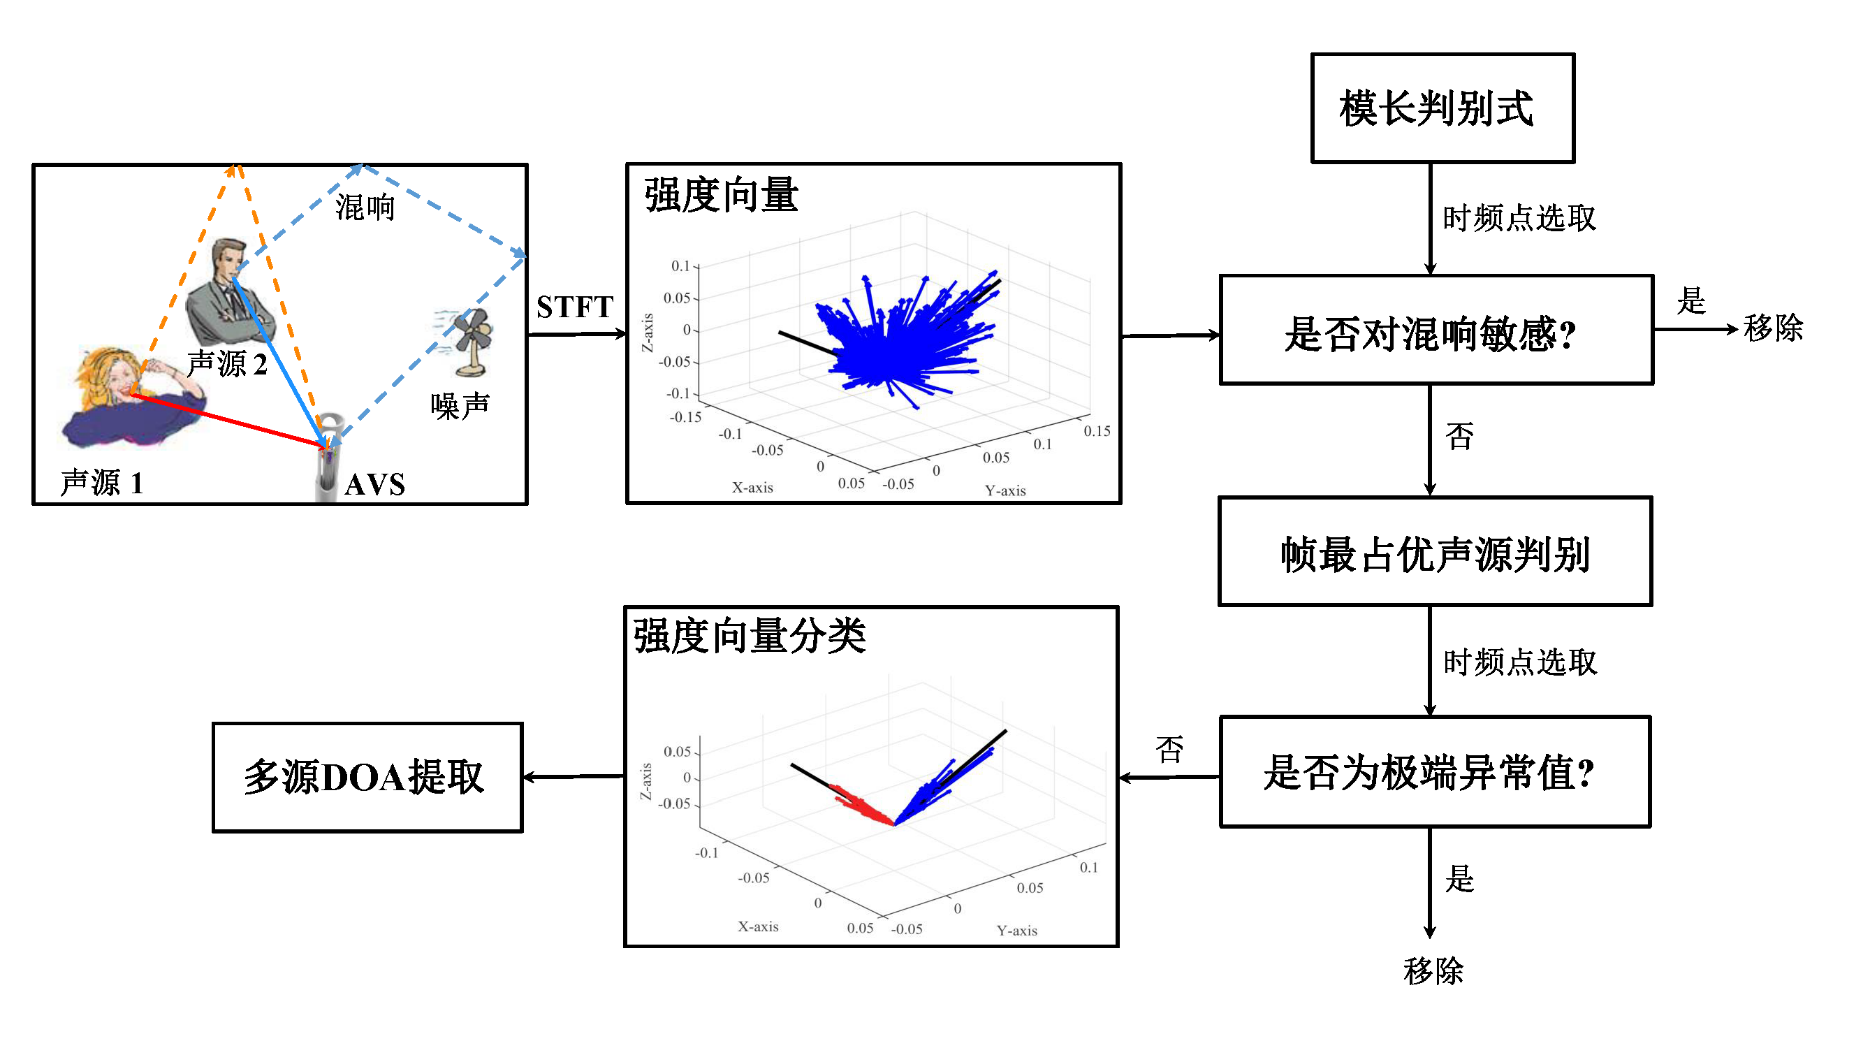 模长判别式
时频点选取
混响
声源 2
噪声
声源 1
AVS
STFT
强度向量
0.1
0.05
0
-0.05
-0.1
Z-axis
-0.15
-0.1
-0.05
0
0.05
X-axis
-0.05
0
0.05
0.1
0.15
Y-axis
是否对混响敏感?
是
移除
否
帧最占优声源判别
时频点选取
是否为极端异常值?
否
是
移除
强度向量分类
0.05
0
-0.05
Z-axis
-0.1
-0.05
0
0.05
X-axis
-0.05
0
0.05
0.1
Y-axis
多源DOA提取